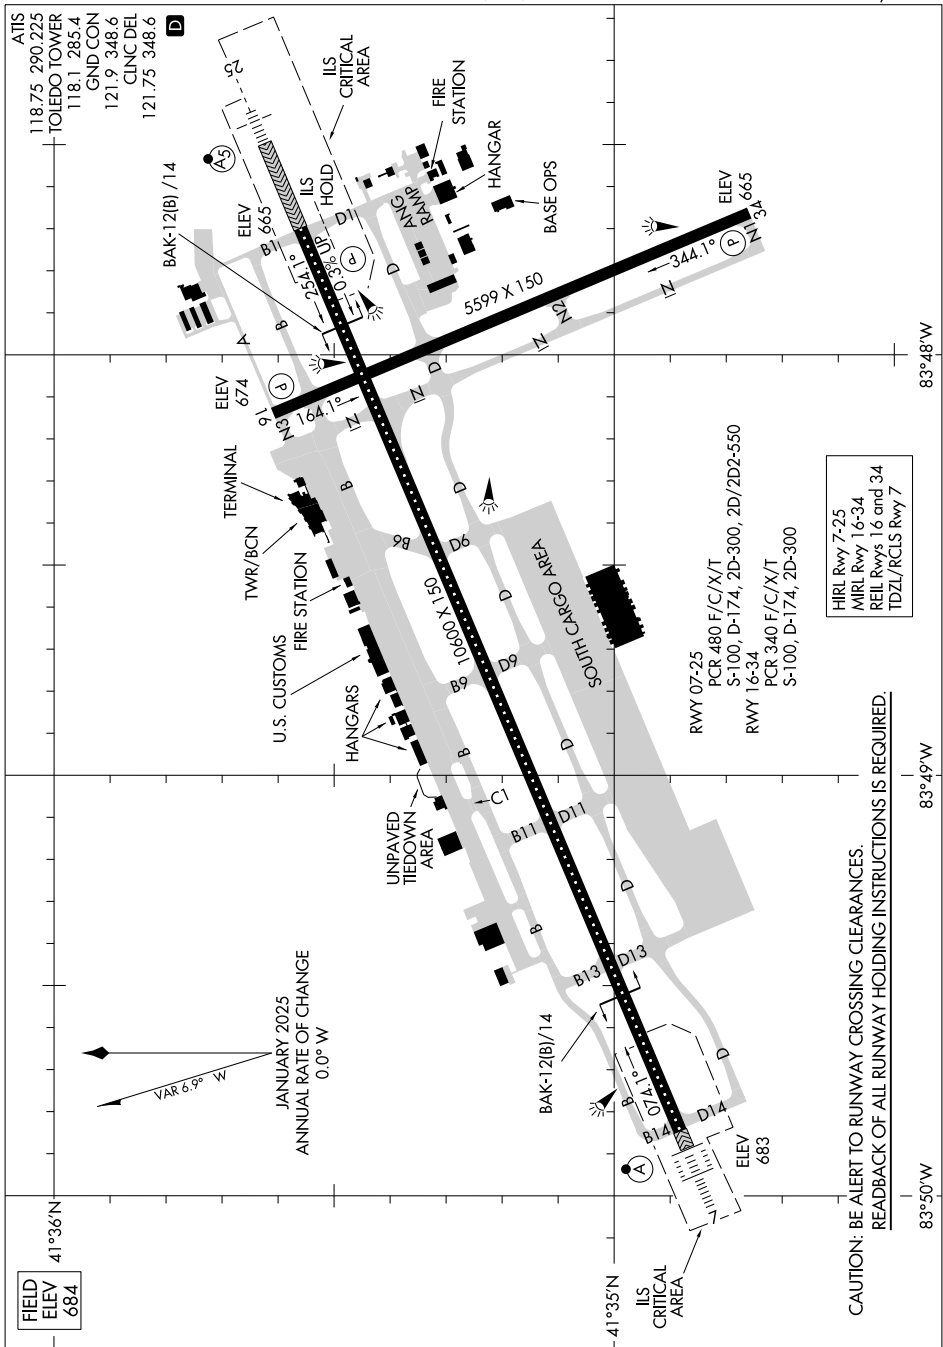 ATIS
118.75 290.225
TOLEDO TOWER
118.1 285.4
GND CON
121.9 348.6
CLNC DEL
121.75 348.6
D
FIELD
ELEV
684
41°36'N
VAR 6.9° W
JANUARY 2025
ANNUAL RATE OF CHANGE
0.0° W
25
ILS
CRITICAL
AREA
A5
ELEV
665
ILS
HOLD
BAK-12(B) /14
B1
D1
254.1°
0.3% UP
P
ANG
RAMP
FIRE
STATION
HANGAR
BASE OPS
A
B
D
ELEV
674
P
16
N3
164.1°
N1
N1
D
5599 X 150
N1
N2
N1
344.1°
P
N1
34
ELEV
665
TERMINAL
TWR/BCN
FIRE STATION
U.S. CUSTOMS
HANGARS
UNPAVED
TIEDOWN
AREA
B
B6
D6
D
10600 X 150
D
SOUTH CARGO AREA
B9
D9
B
D
C1
B11
D11
B
D
B13
D13
BAK-12(B)/14
074.1°
B
D
B14
D14
A
7
ELEV
683
ILS
CRITICAL
AREA
41°35'N
RWY 07-25
PCR 480 F/C/X/T
S-100, D-174, 2D-300, 2D/2D2-550
RWY 16-34
PCR 340 F/C/X/T
S-100, D-174, 2D-300
HIRL Rwy 7-25
MIRL Rwy 16-34
REIL Rwys 16 and 34
TDZL/RCLS Rwy 7
CAUTION: BE ALERT TO RUNWAY CROSSING CLEARANCES.
READBACK OF ALL RUNWAY HOLDING INSTRUCTIONS IS REQUIRED.
83°50'W
83°49'W
83°48'W